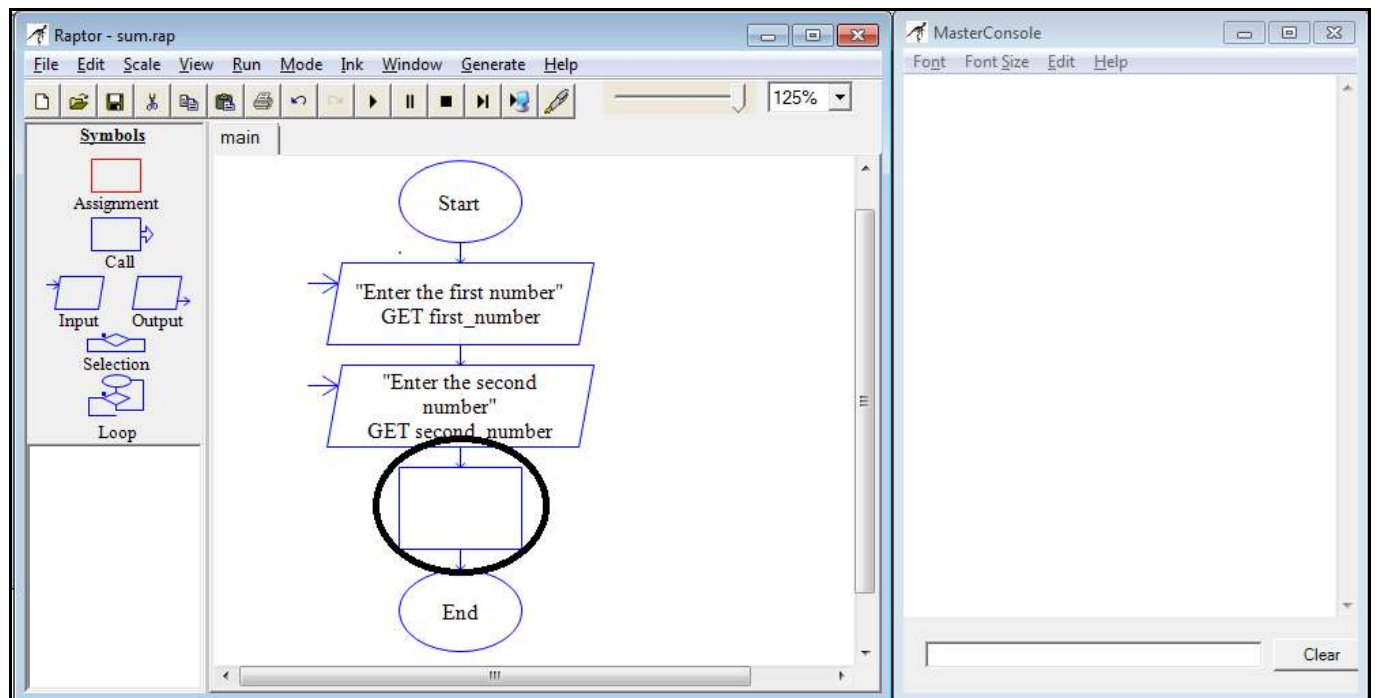 Raptor - sum.rap
File Edit Scale View Run Mode Ink Window Generate Help
125%
Symbols
Assignment
Call
Input Output
Selection
Loop
main
Start
"Enter the first number"
GET first_number
"Enter the second
number"
GET second_number
End
MasterConsole
Font Font Size Edit Help
Clear